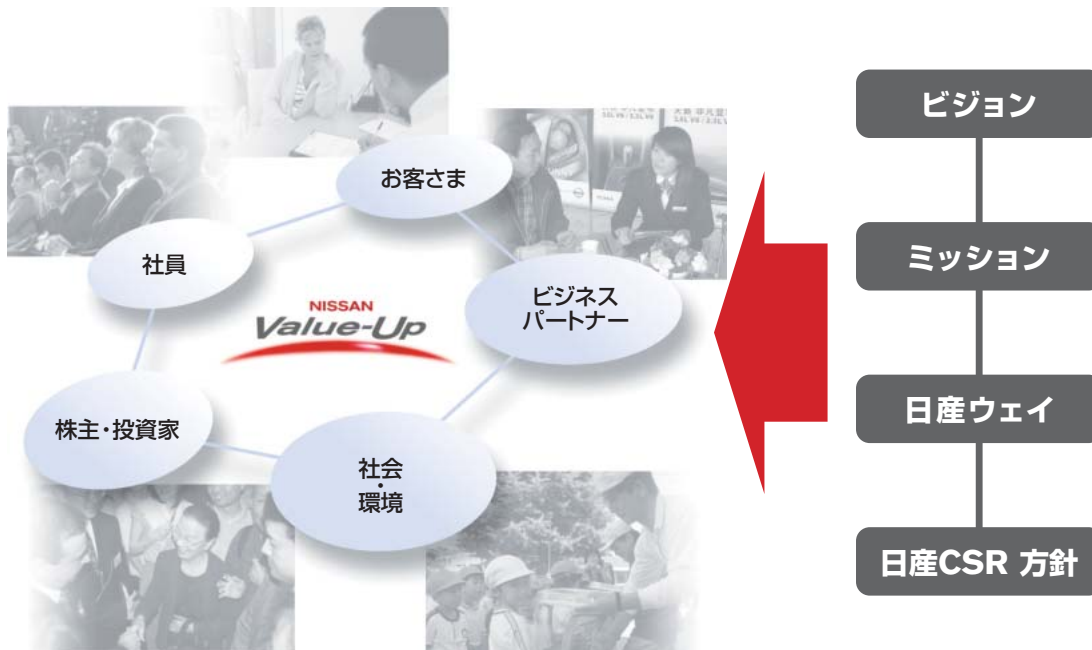 お客さま
社員
ビジネス
パートナー
NISSAN
Value-Up
株主・投資家
社会
・
環境
ビジョン
ミッション
日産ウェイ
日産CSR 方針